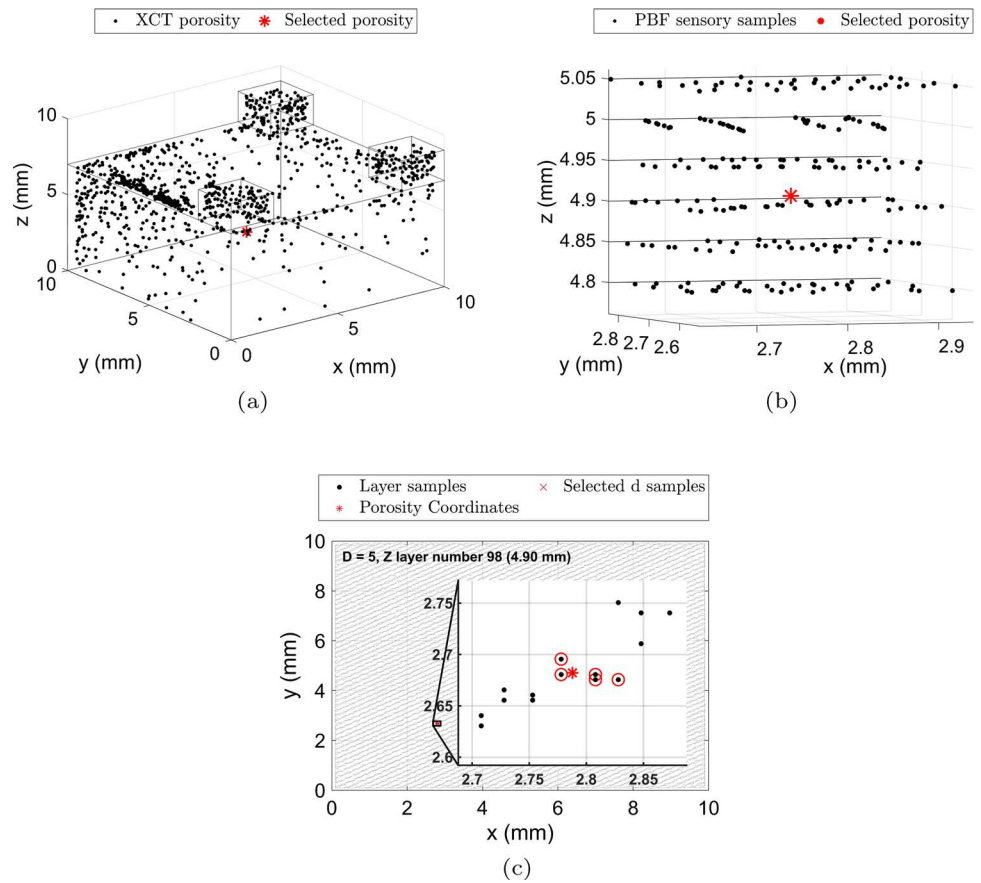 XCT porosity Selected porosity
PBF sensory samples Selected porosity
10
5
0
z (mm)
10
5
0
y (mm)
0
5
10
x (mm)
(a)
5.05
5
4.95
4.9
4.85
4.8
z (mm)
2.8 2.7 2.6
y (mm)
2.7 2.8 2.9
x (mm)
(b)
Layer samples Selected d samples
Porosity Coordinates
D = 5, Z layer number 98 (4.90 mm)
10
8
6
4
2
0
y (mm)
2.75
2.7
2.65
2.6
2.7 2.75 2.8 2.85
0 2 4 6 8 10
x (mm)
(c)